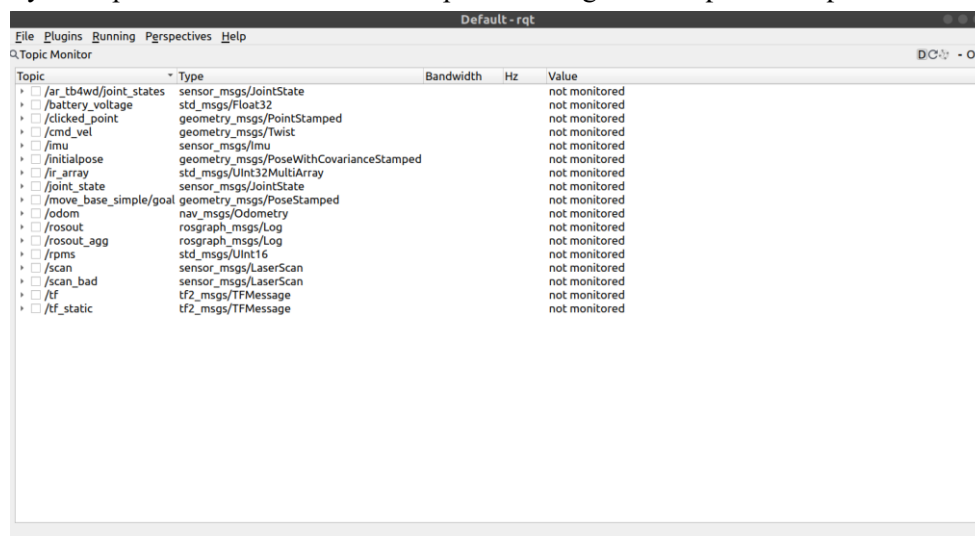 Default - rqt
File Plugins Running Perspectives Help
Topic Monitor D - O
Topic Type Bandwidth Hz Value
/ar_tb4wd/joint_states sensor_msgs/JointState not monitored
/battery_voltage std_msgs/Float32 not monitored
/clicked_point geometry_msgs/PointStamped not monitored
/cmd_vel geometry_msgs/Twist not monitored
/imu sensor_msgs/Imu not monitored
/initialpose geometry_msgs/PoseWithCovarianceStamped not monitored
/ir_array std_msgs/UInt32MultiArray not monitored
/joint_state sensor_msgs/JointState not monitored
/move_base_simple/goal geometry_msgs/PoseStamped not monitored
/odom nav_msgs/Odometry not monitored
/rosout rosgraph_msgs/Log not monitored
/rosout_agg rosgraph_msgs/Log not monitored
/rpms std_msgs/UInt16 not monitored
/scan sensor_msgs/LaserScan not monitored
/scan_bad sensor_msgs/LaserScan not monitored
/tf tf2_msgs/TFMessage not monitored
/tf_static tf2_msgs/TFMessage not monitored